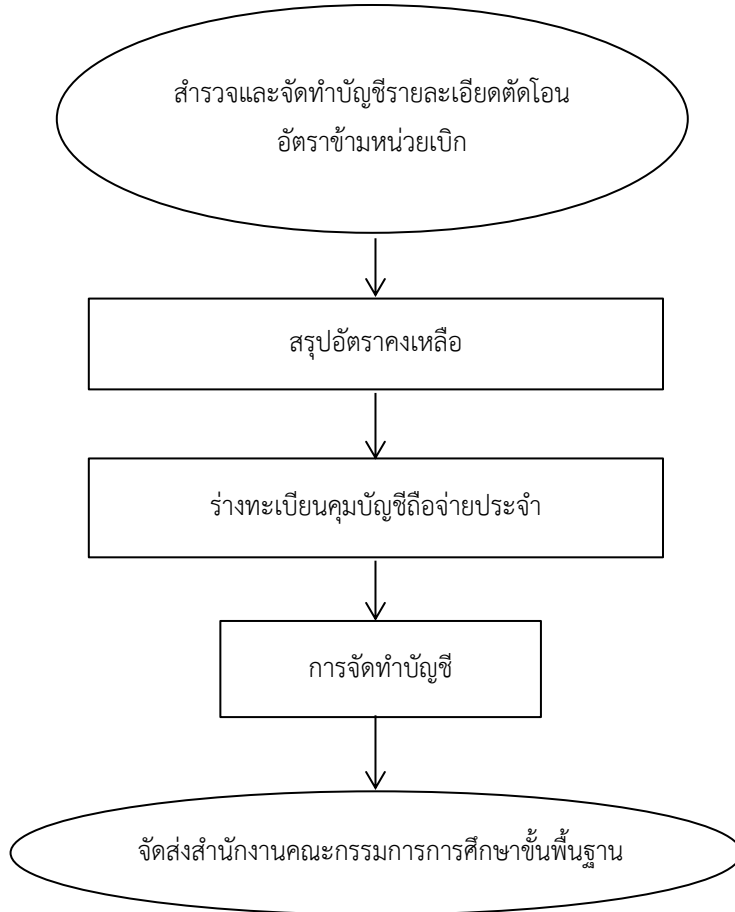 สำรวจและจัดทำบัญชีรายละเอียดตัดโอน
อัตราข้ามหน่วยเบิก
สรุปอัตราคงเหลือ
ร่างทะเบียนคุมบัญชีถือจ่ายประจำ
การจัดทำบัญชี
จัดส่งสำนักงานคณะกรรมการการศึกษาขั้นพื้นฐาน